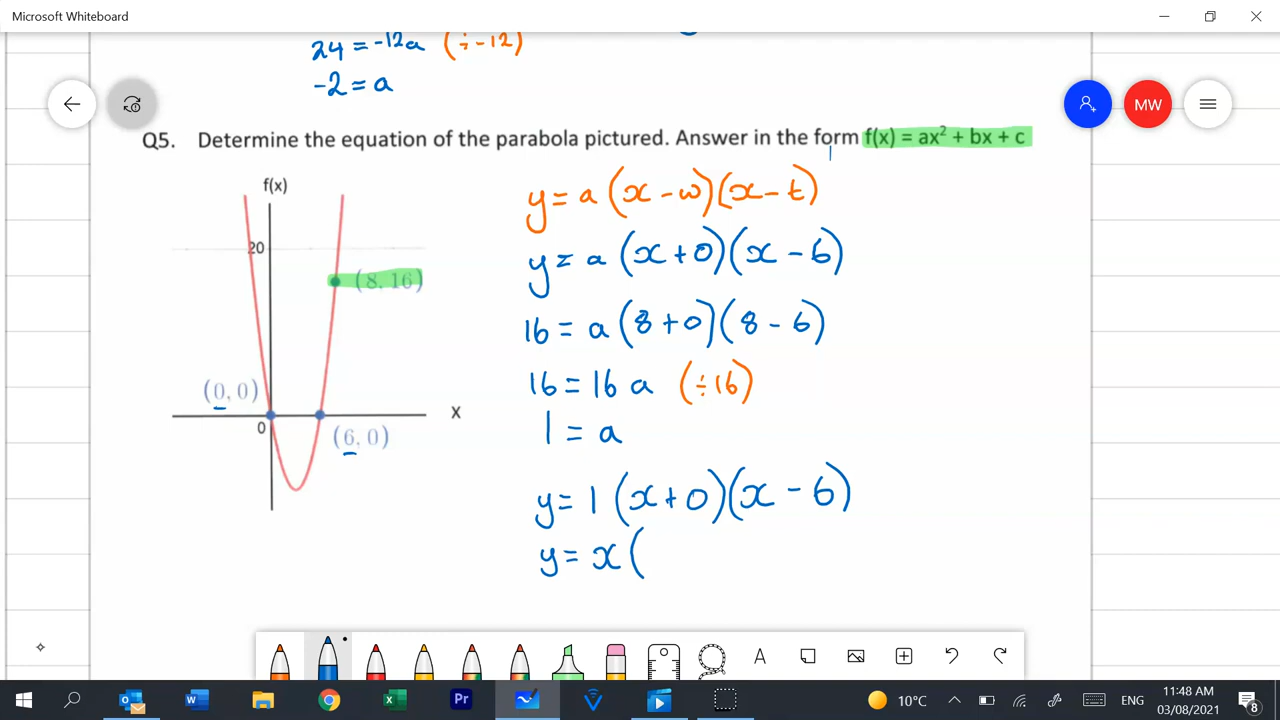 Microsoft Whiteboard
24 = -12a (÷ -12)
-2 = a
MW
Q5. Determine the equation of the parabola pictured. Answer in the form f(x) = ax² + bx + c
f(x)
20
(8, 16)
(0, 0)
0
x
(6, 0)
y = a (x - w)(x - t)
y = a (x + 0)(x - 6)
16 = a (8 + 0)(8 - 6)
16 = 16 a (÷16)
1 = a
y = 1 (x + 0)(x - 6)
y = x (
A
Pr
10°C
ENG
11:48 AM
03/08/2021
8